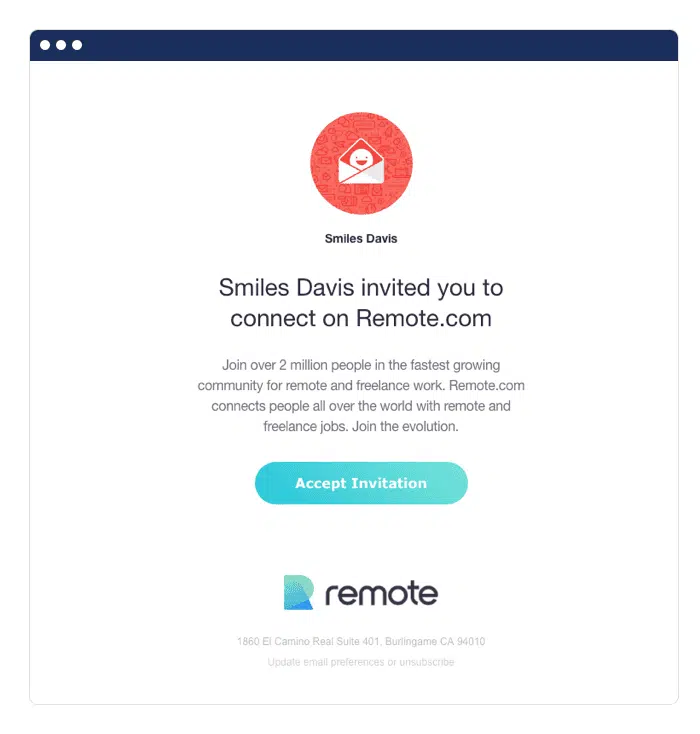 Smiles Davis
Smiles Davis invited you to
connect on Remote.com
Join over 2 million people in the fastest growing
community for remote and freelance work. Remote.com
connects people all over the world with remote and
freelance jobs. Join the evolution.
Accept Invitation
remote
1860 El Camino Real Suite 401, Burlingame CA 94010
Update email preferences or unsubscribe